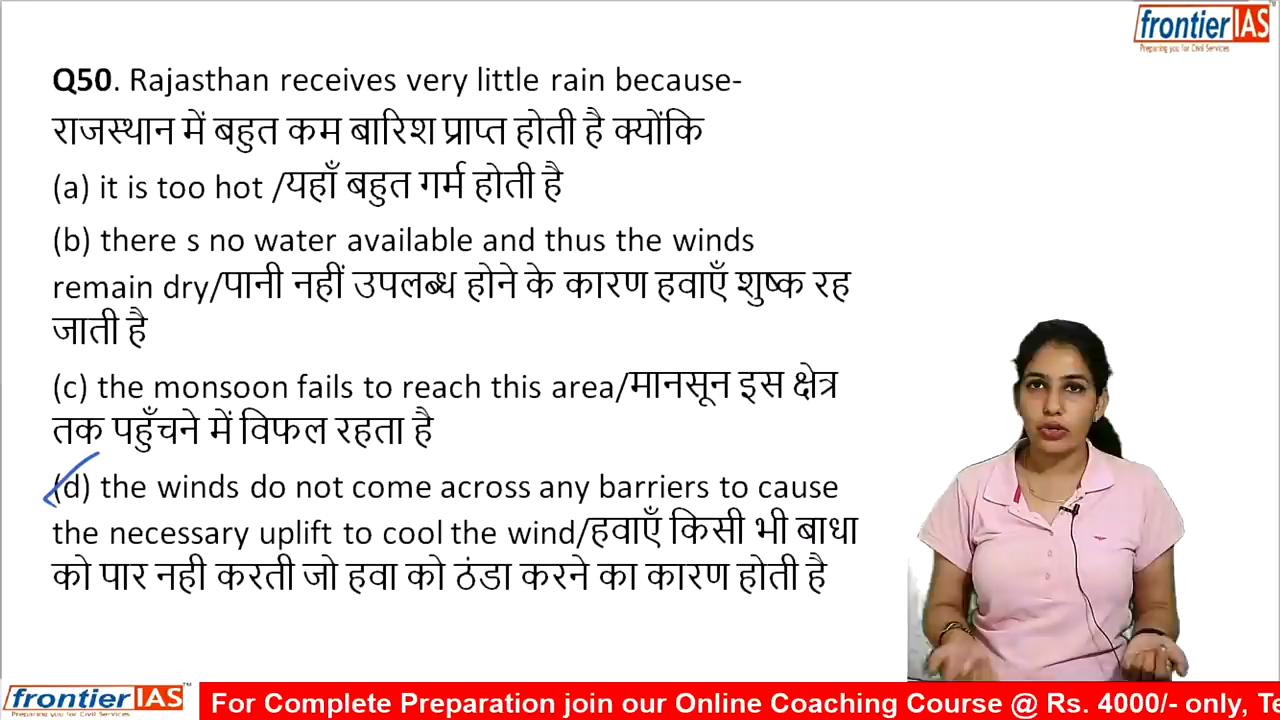 frontier IAS
Preparing you for Civil Services
Q50. Rajasthan receives very little rain because-
राजस्थान में बहुत कम बारिश प्राप्त होती है क्योंकि
(a) it is too hot /यहाँ बहुत गर्म होती है
(b) there s no water available and thus the winds
remain dry/पानी नहीं उपलब्ध होने के कारण हवाएँ शुष्क रह
जाती है
(c) the monsoon fails to reach this area/मानसून इस क्षेत्र
तक पहुँचने में विफल रहता है
(d) the winds do not come across any barriers to cause
the necessary uplift to cool the wind/हवाएँ किसी भी बाधा
को पार नही करती जो हवा को ठंडा करने का कारण होती है
frontier IAS™
Preparing you for Civil Services
For Complete Preparation join our Online Coaching Course @ Rs. 4000/- only, Te